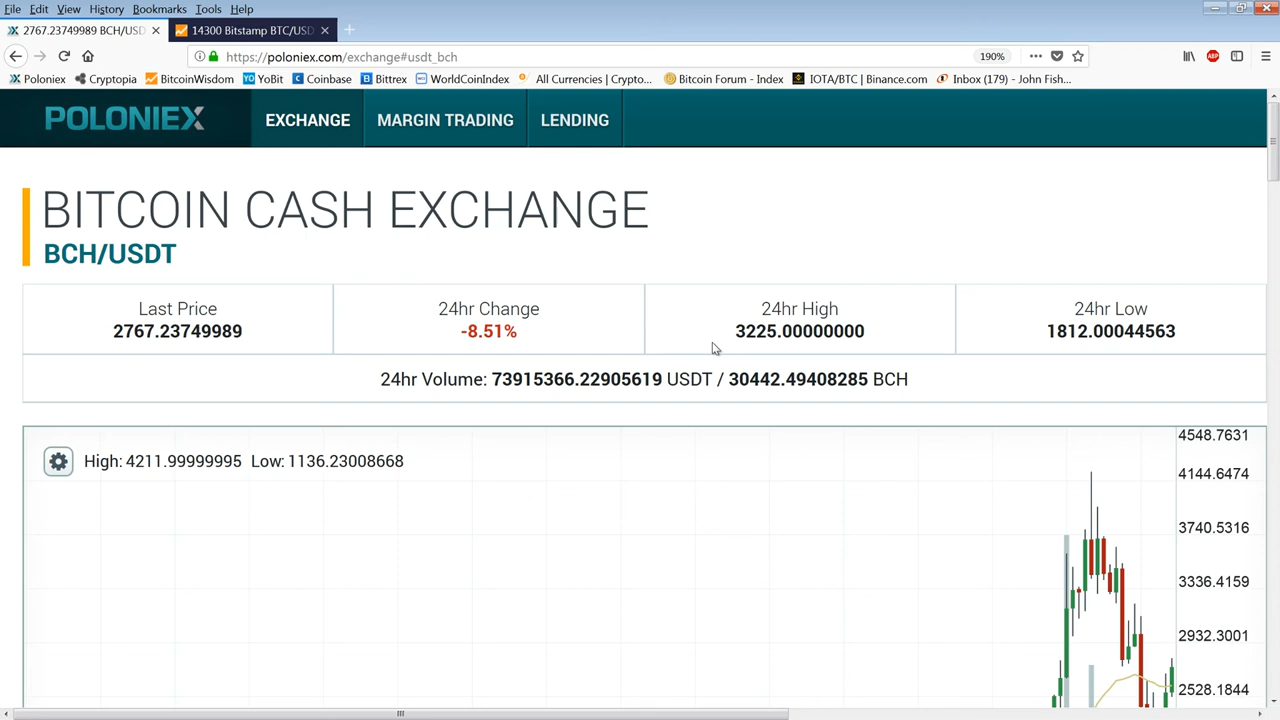 File Edit View History Bookmarks Tools Help
2767.23749989 BCH/USD × 14300 Bitstamp BTC/USD × +
https://poloniex.com/exchange#usdt_bch 190%
Poloniex Cryptopia BitcoinWisdom YoBit Coinbase Bittrex WorldCoinIndex All Currencies | Crypto... Bitcoin Forum - Index IOTA/BTC | Binance.com Inbox (179) - John Fish...
POLONIEX EXCHANGE MARGIN TRADING LENDING
BITCOIN CASH EXCHANGE
BCH/USDT
Last Price 24hr Change 24hr High 24hr Low
2767.23749989 -8.51% 3225.00000000 1812.00044563
24hr Volume: 73915366.22905619 USDT / 30442.49408285 BCH
High: 4211.99999995 Low: 1136.23008668
4548.7631
4144.6474
3740.5316
3336.4159
2932.3001
2528.1844